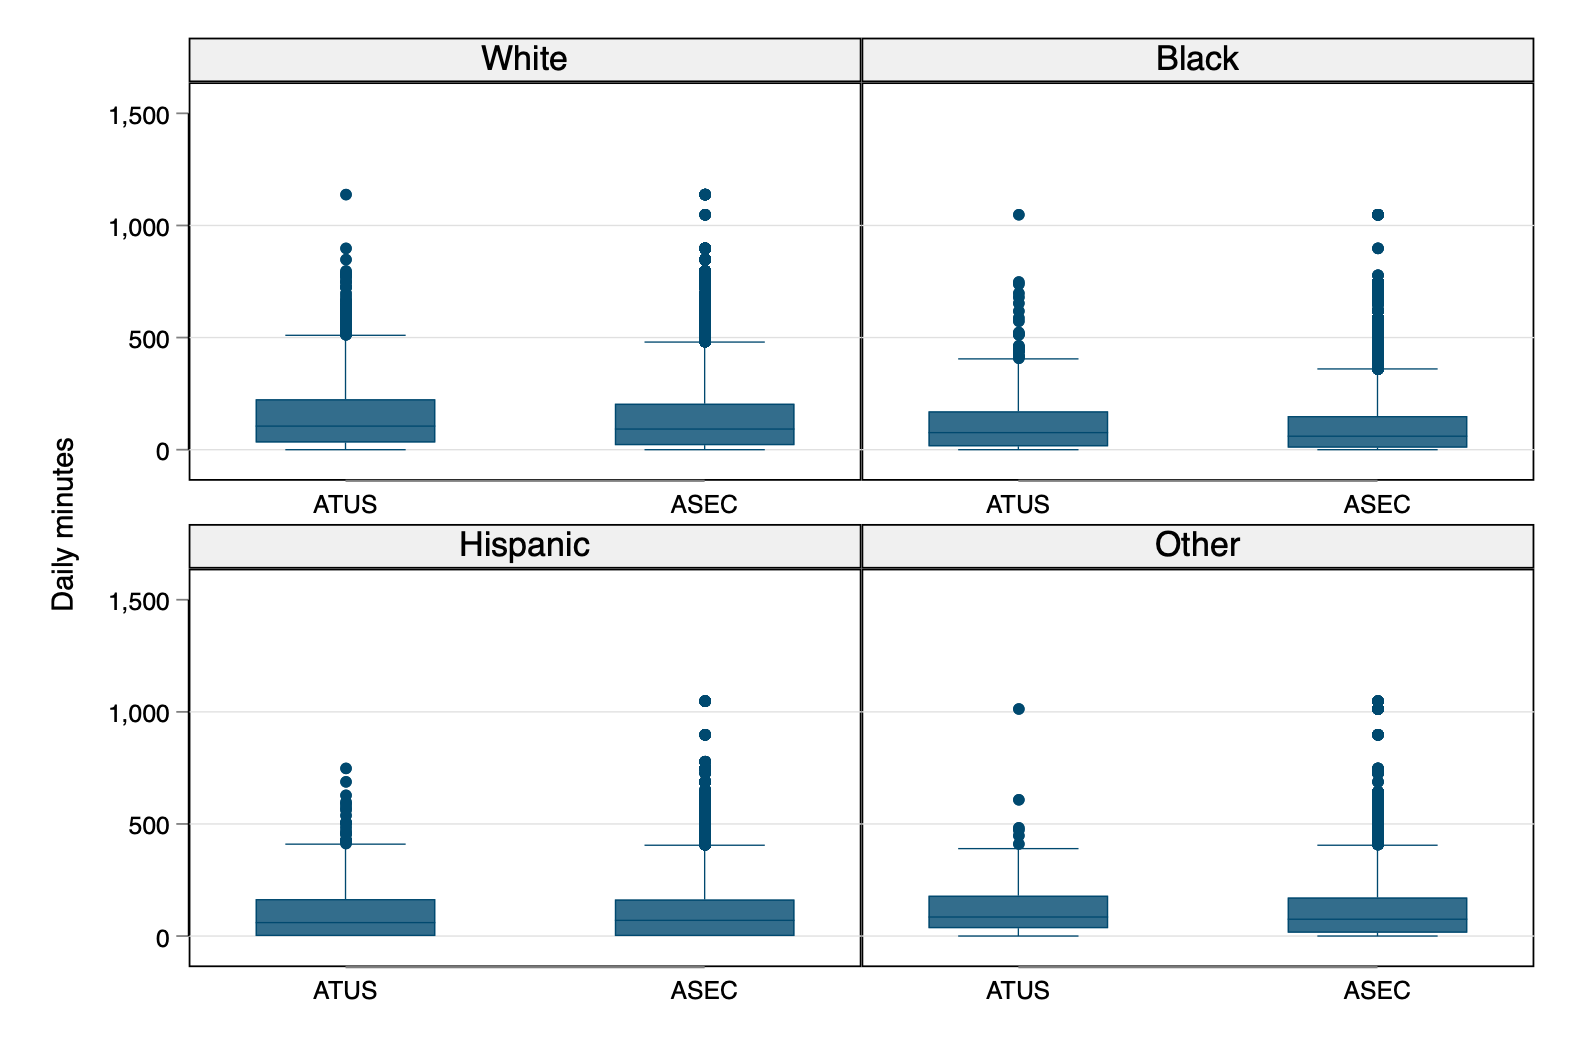 White
Black
1,500
1,000
500
0
ATUS
ASEC
ATUS
ASEC
Daily minutes
Hispanic
Other
1,500
1,000
500
0
ATUS
ASEC
ATUS
ASEC